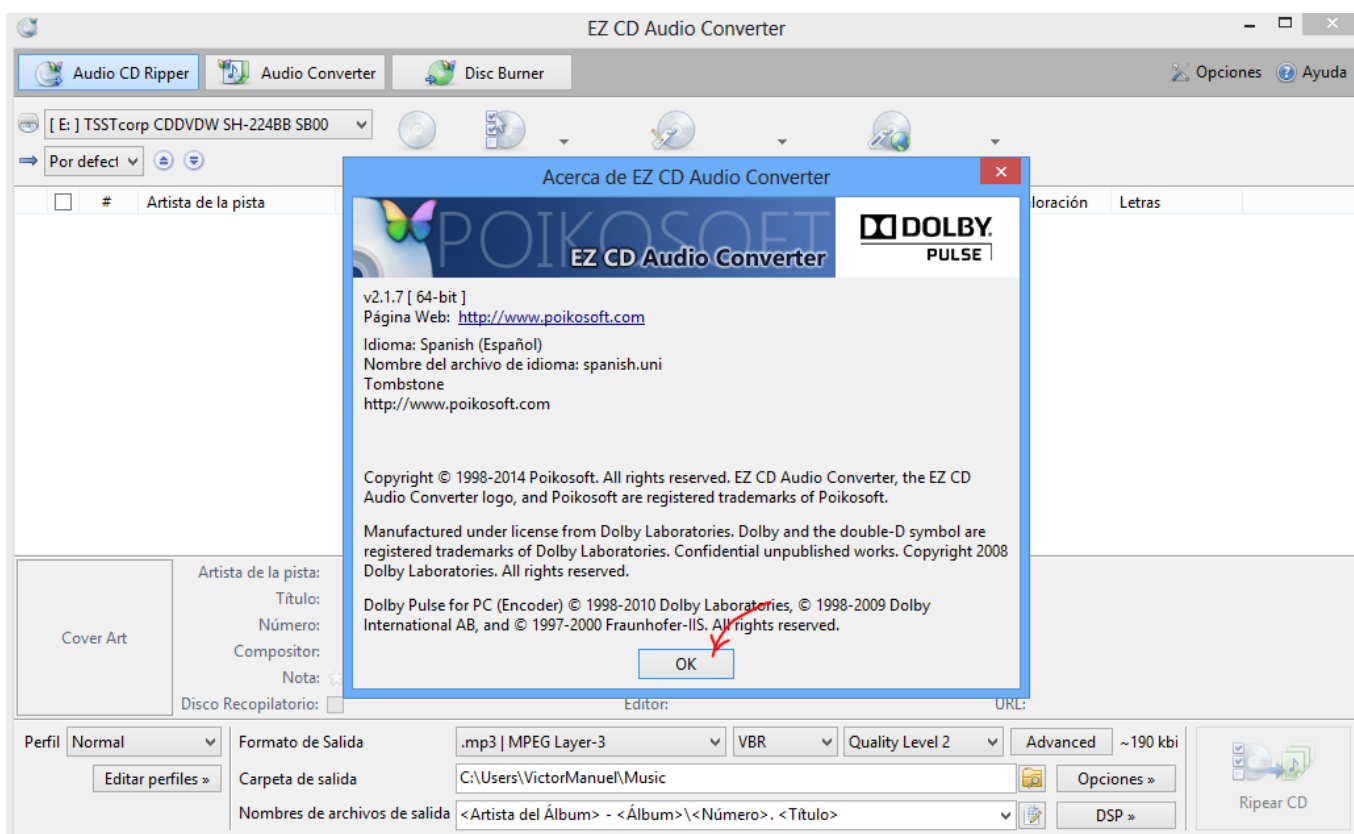 EZ CD Audio Converter
Audio CD Ripper
Audio Converter
Disc Burner
Opciones
Ayuda
[ E: ] TSSTcorp CDDVDW SH-224BB SB00
Por defect
Acerca de EZ CD Audio Converter
# Artista de la pista
loración
Letras
POIKOSOFT
EZ CD Audio Converter
DOLBY.
PULSE
v2.1.7 [ 64-bit ]
Página Web: http://www.poikosoft.com
Idioma: Spanish (Español)
Nombre del archivo de idioma: spanish.uni
Tombstone
http://www.poikosoft.com
Copyright © 1998-2014 Poikosoft. All rights reserved. EZ CD Audio Converter, the EZ CD
Audio Converter logo, and Poikosoft are registered trademarks of Poikosoft.
Manufactured under license from Dolby Laboratories. Dolby and the double-D symbol are
registered trademarks of Dolby Laboratories. Confidential unpublished works. Copyright 2008
Dolby Laboratories. All rights reserved.
Dolby Pulse for PC (Encoder) © 1998-2010 Dolby Laboratories, © 1998-2009 Dolby
International AB, and © 1997-2000 Fraunhofer-IIS. All rights reserved.
OK
Cover Art
Artista de la pista:
Título:
Número:
Compositor:
Nota:
Disco Recopilatorio:
Editor:
URL:
Perfil Normal
Editar perfiles »
Formato de Salida
.mp3 | MPEG Layer-3
VBR
Quality Level 2
Advanced
~190 kbi
Carpeta de salida
C:\Users\VictorManuel\Music
Opciones »
Nombres de archivos de salida
<Artista del Álbum> - <Álbum>\<Número>. <Título>
DSP »
Ripear CD